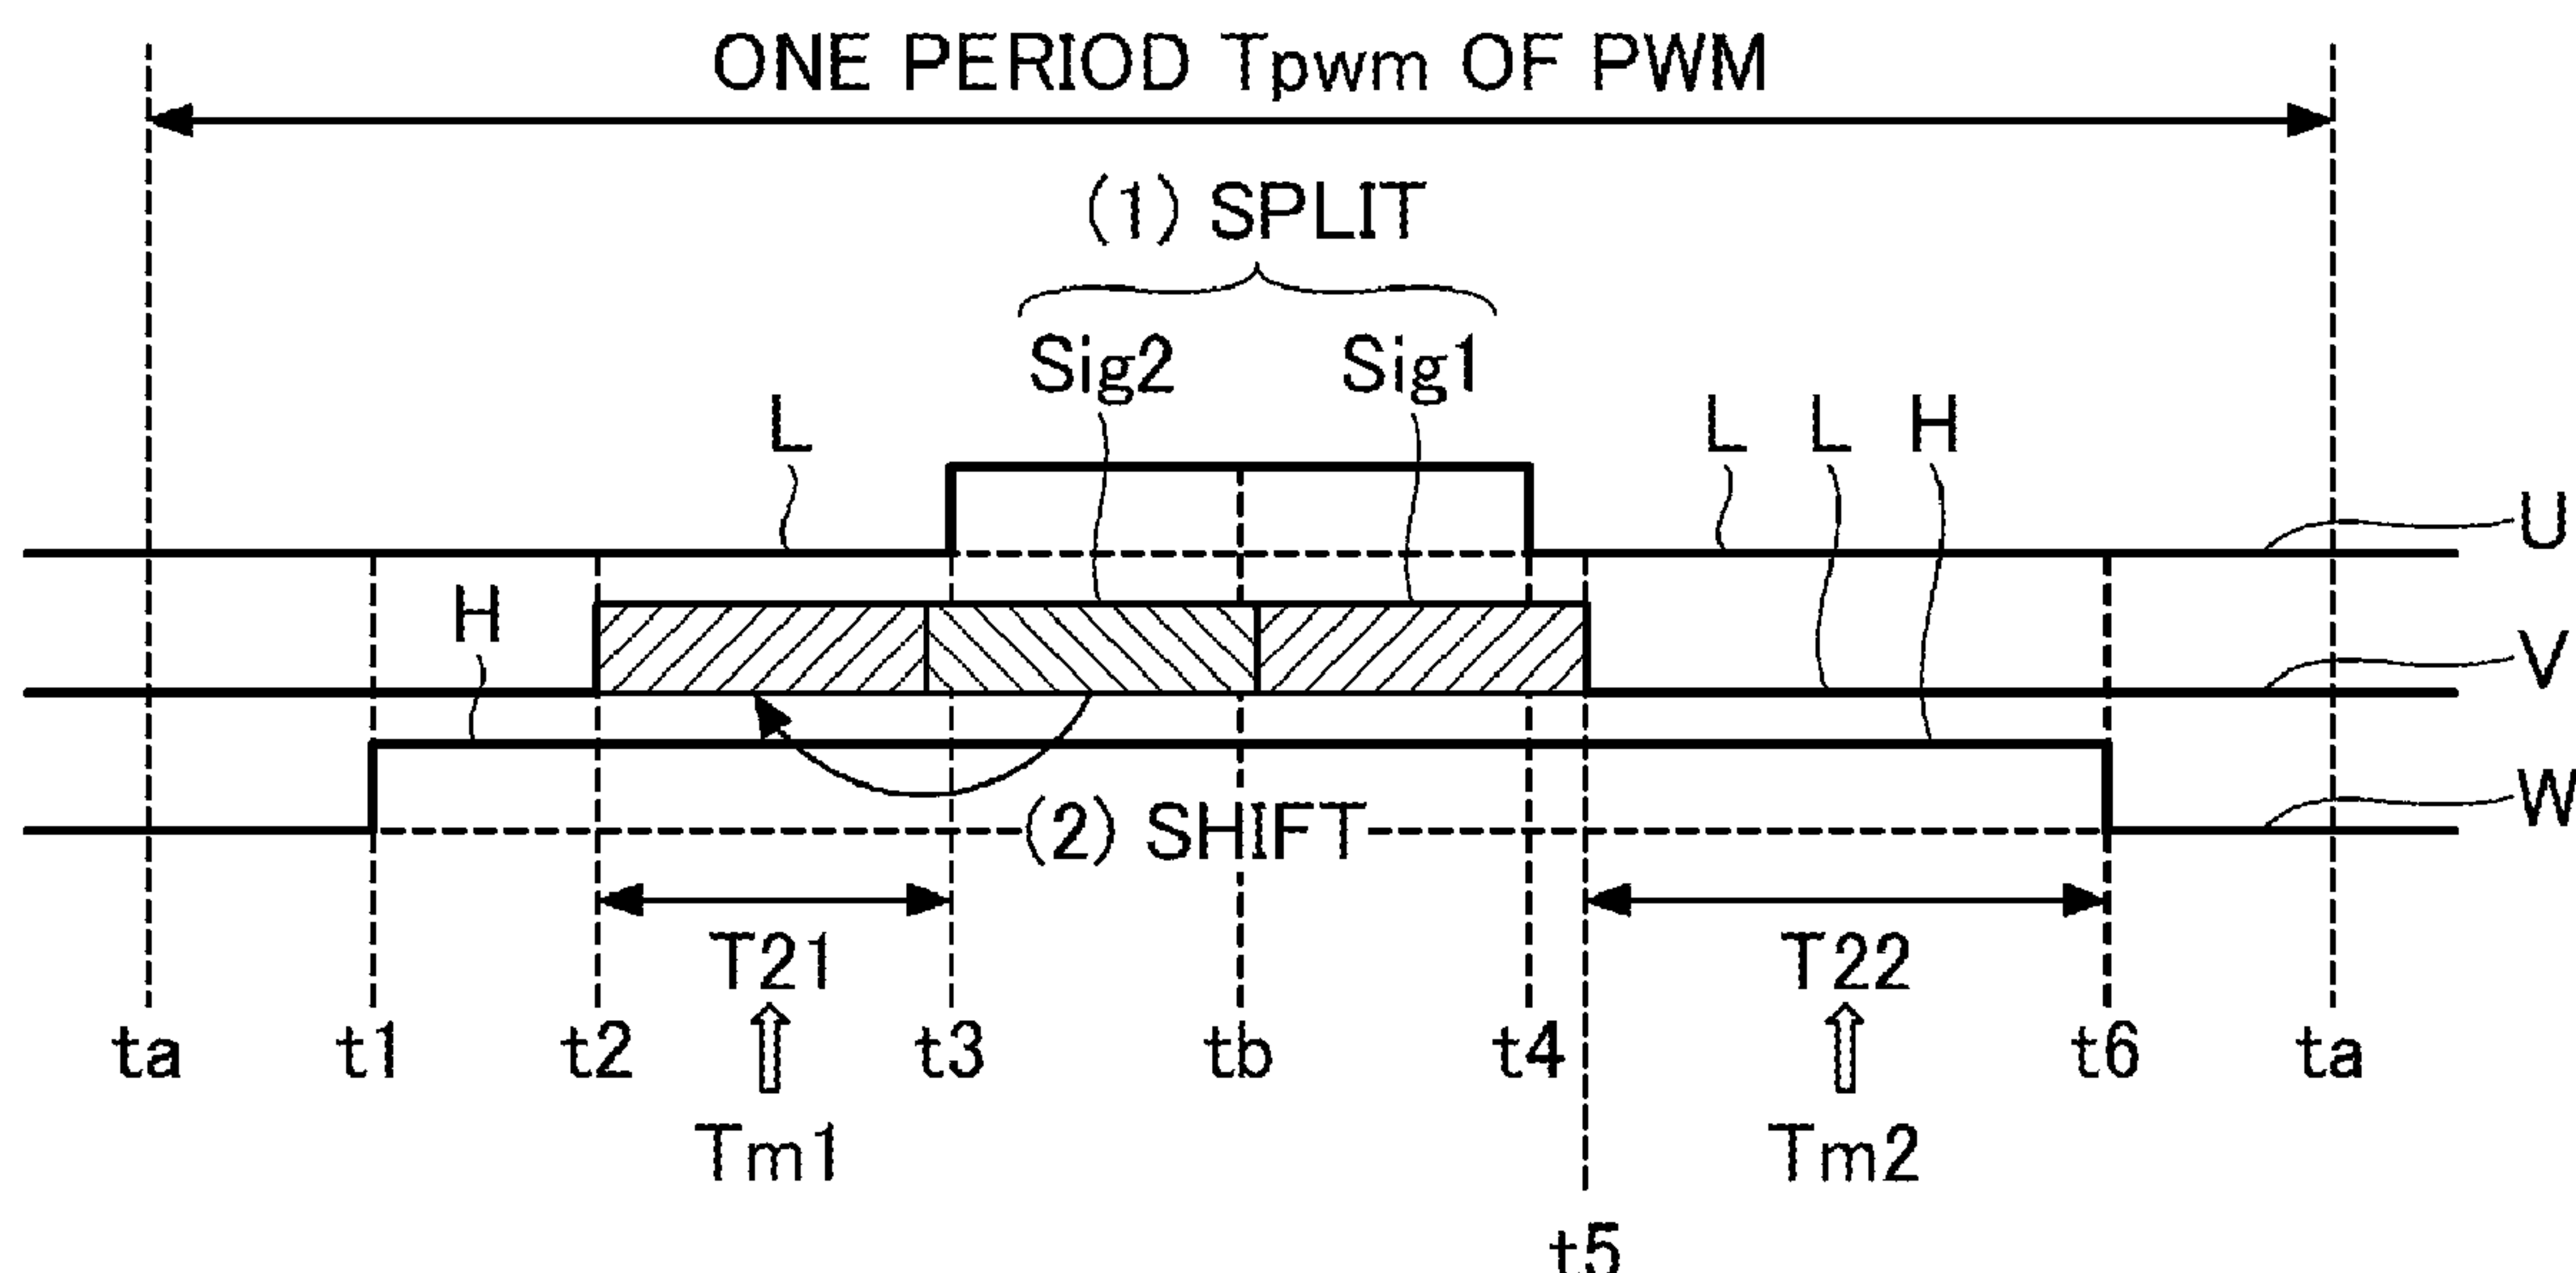 ONE PERIOD Tpwm OF PWM
(1) SPLIT
Sig2 Sig1
L L L H
U
H
V
W
(2) SHIFT
T21 T22
ta t1 t2 t3 tb t4 t6 ta
Tm1 Tm2
t5